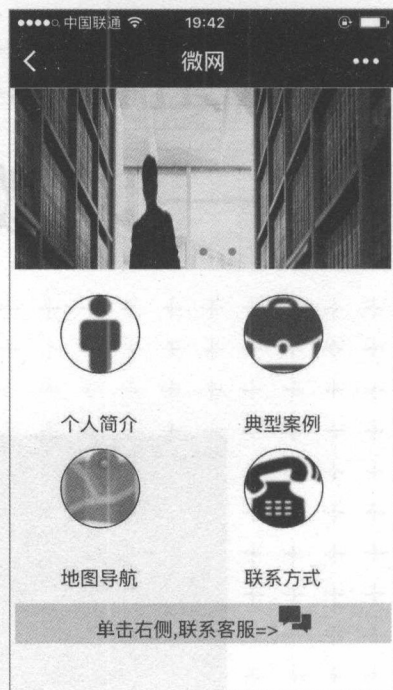 中国联通 19:42
微网
个人简介 典型案例
地图导航 联系方式
单击右侧,联系客服=>